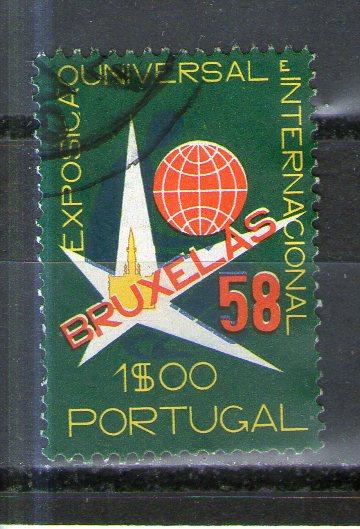 EXPOSIÇÃO UNIVERSAL E INTERNACIONAL
BRUXELAS
58
1$00
PORTUGAL